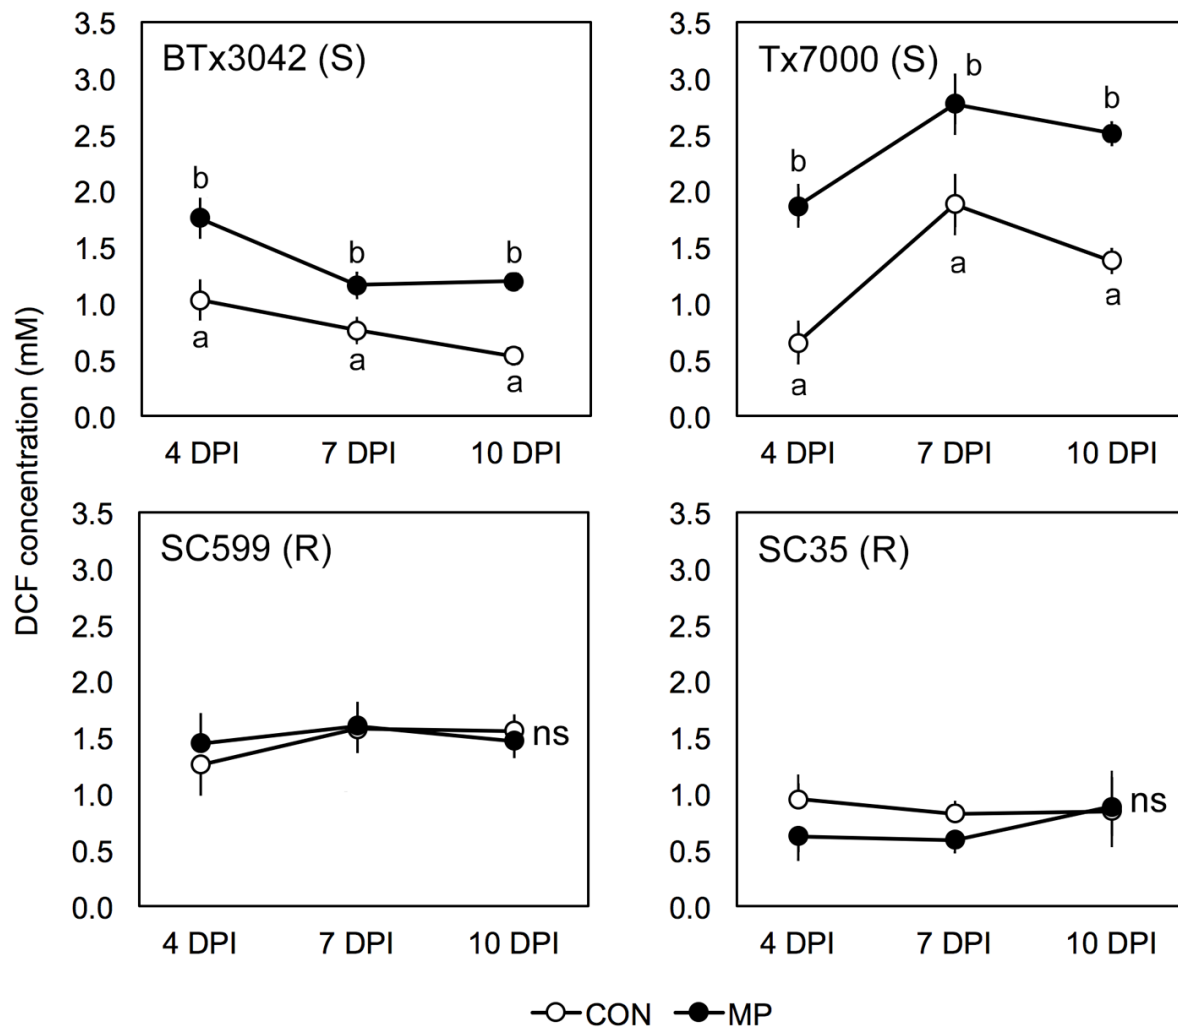 DCF concentration (mM)
BTx3042 (S)
3.5
3.0
2.5
2.0
1.5
1.0
0.5
0.0
b
b
b
a
a
a
4 DPI 7 DPI 10 DPI
Tx7000 (S)
3.5
3.0
2.5
2.0
1.5
1.0
0.5
0.0
b
b
b
a
a
a
4 DPI 7 DPI 10 DPI
SC599 (R)
3.5
3.0
2.5
2.0
1.5
1.0
0.5
0.0
ns
4 DPI 7 DPI 10 DPI
SC35 (R)
3.5
3.0
2.5
2.0
1.5
1.0
0.5
0.0
ns
4 DPI 7 DPI 10 DPI
CON MP